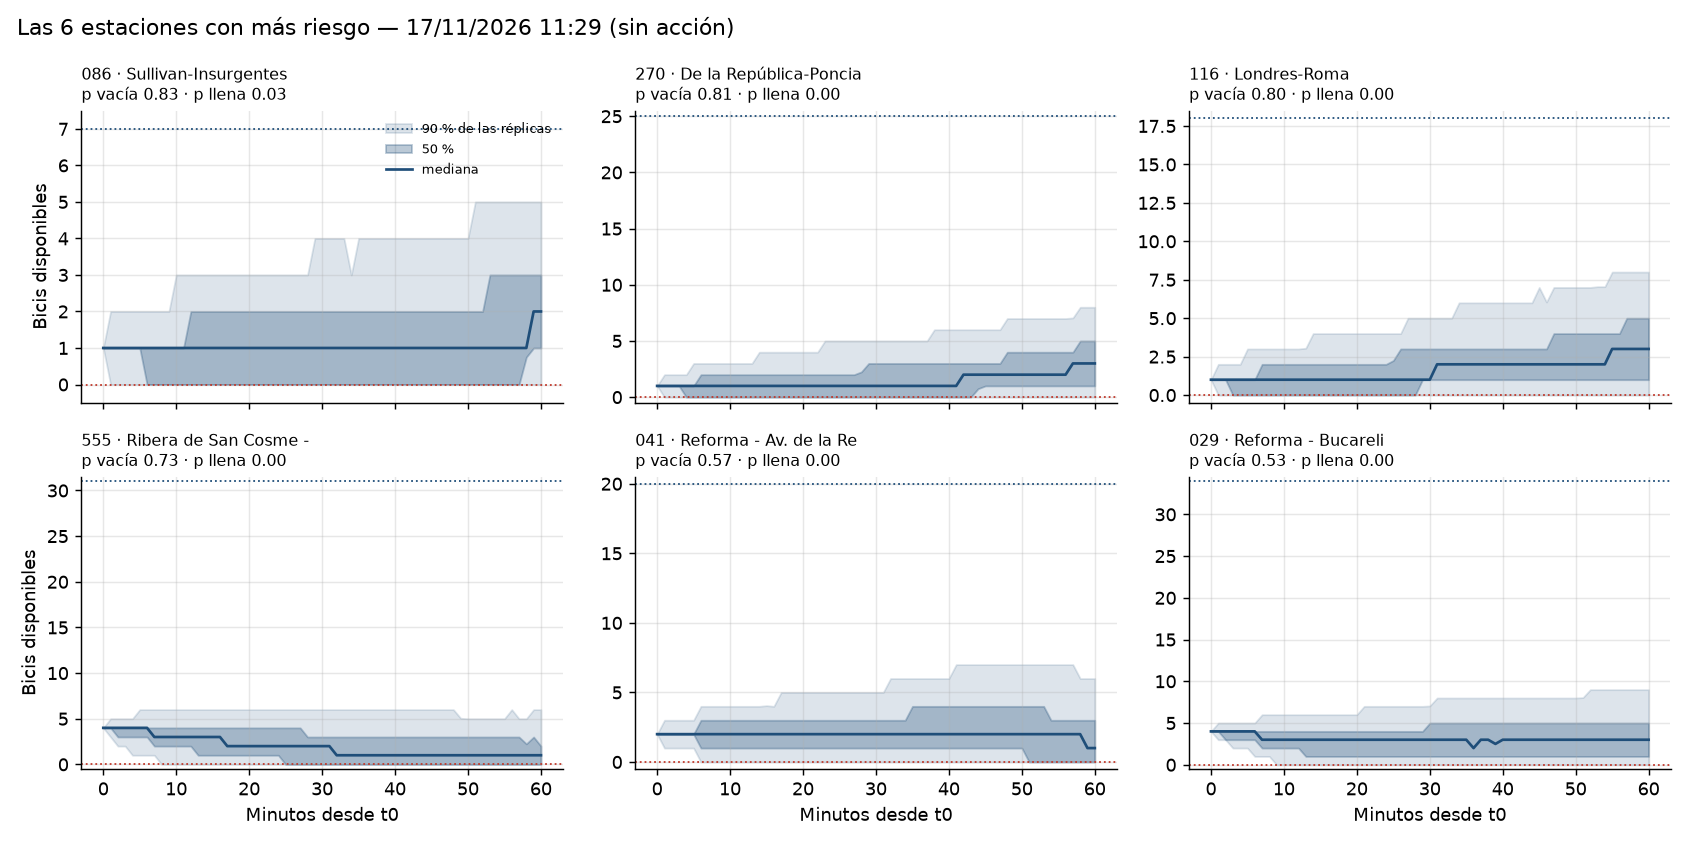 Las 6 estaciones con más riesgo — 17/11/2026 11:29 (sin acción)
086 · Sullivan-Insurgentes
p vacía 0.83 · p llena 0.03
7
6
5
4
3
2
1
0
Bicis disponibles
90 % de las réplicas
50 %
mediana
270 · De la República-Poncia
p vacía 0.81 · p llena 0.00
25
20
15
10
5
0
116 · Londres-Roma
p vacía 0.80 · p llena 0.00
17.5
15.0
12.5
10.0
7.5
5.0
2.5
0.0
555 · Ribera de San Cosme -
p vacía 0.73 · p llena 0.00
30
25
20
15
10
5
0
Bicis disponibles
0 10 20 30 40 50 60
Minutos desde t0
041 · Reforma - Av. de la Re
p vacía 0.57 · p llena 0.00
20
15
10
5
0
0 10 20 30 40 50 60
Minutos desde t0
029 · Reforma - Bucareli
p vacía 0.53 · p llena 0.00
30
25
20
15
10
5
0
0 10 20 30 40 50 60
Minutos desde t0